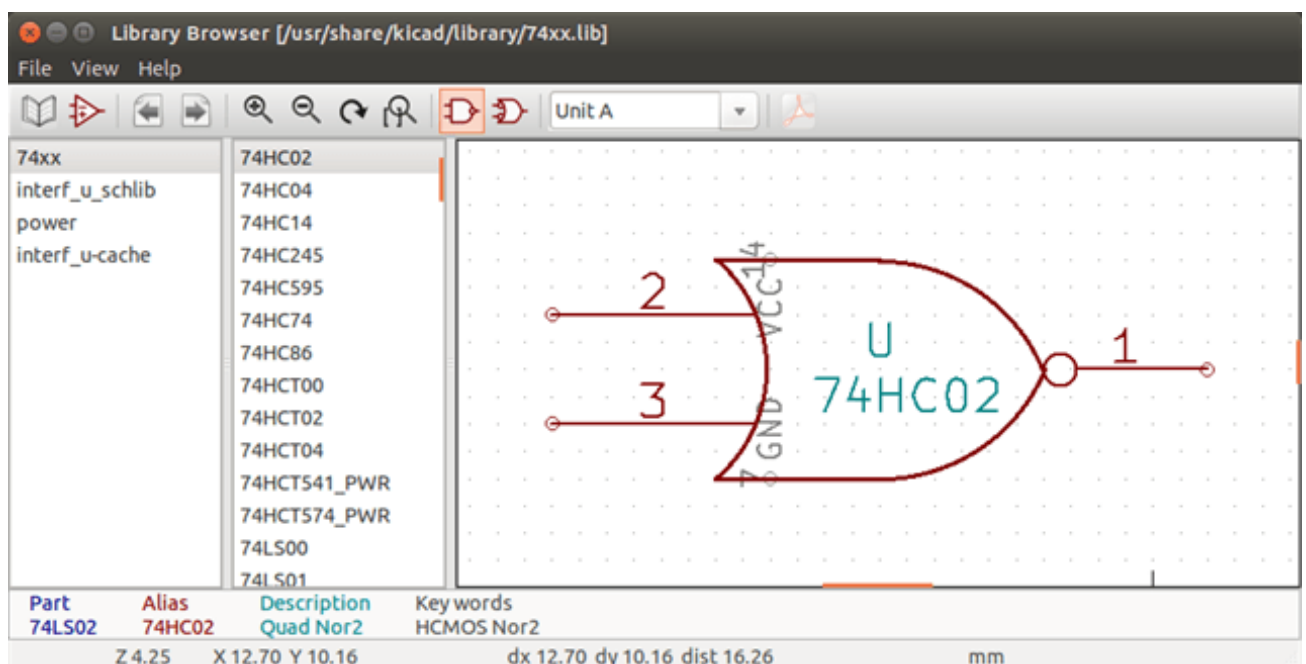 Library Browser [/usr/share/kicad/library/74xx.lib]
File View Help
Unit A
74xx
interf_u_schlib
power
interf_u-cache
74HC02
74HC04
74HC14
74HC245
74HC595
74HC74
74HC86
74HCT00
74HCT02
74HCT04
74HCT541_PWR
74HCT574_PWR
74LS00
74LS01
14
VCC
2
3
GND
7
U
74HC02
1
Part Alias Description Key words
74LS02 74HC02 Quad Nor2 HCMOS Nor2
Z 4.25 X 12.70 Y 10.16 dx 12.70 dy 10.16 dist 16.26 mm